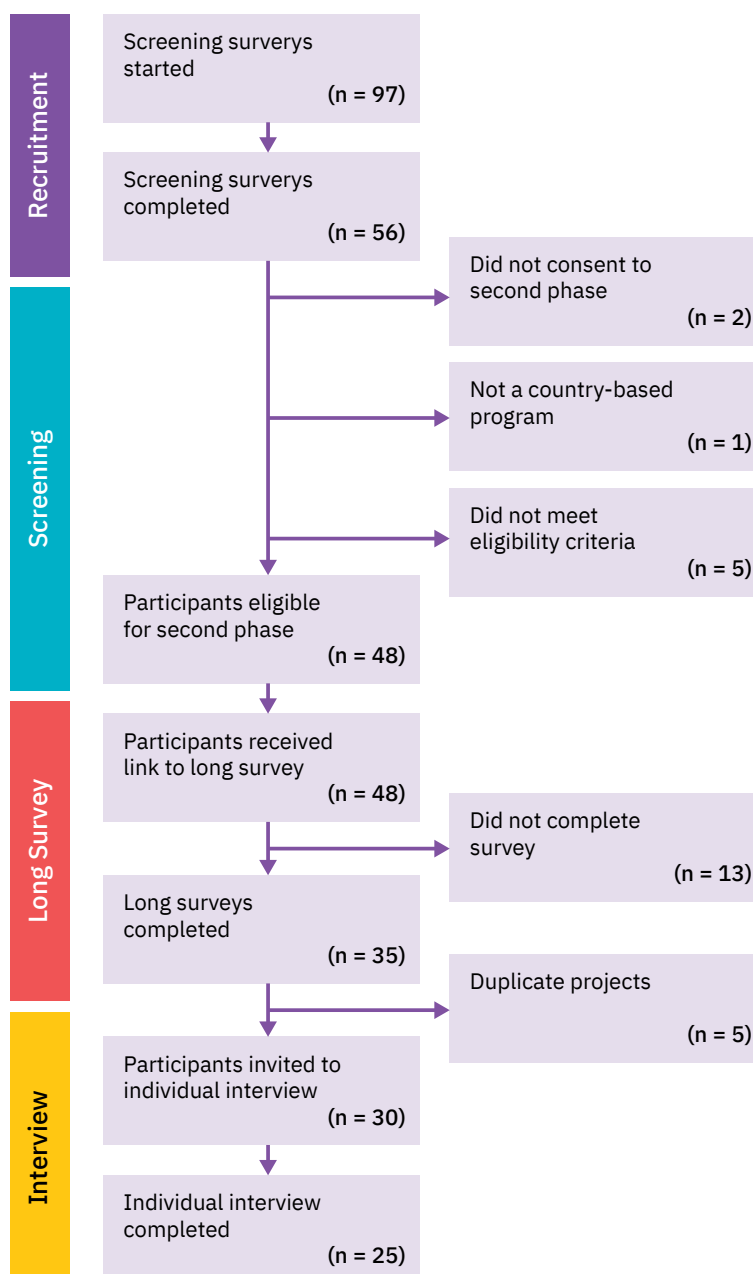 Recruitment
Screening surverys
started
(n = 97)
Screening surverys
completed
(n = 56)
Did not consent to
second phase
(n = 2)
Screening
Not a country-based
program
(n = 1)
Did not meet
eligibility criteria
(n = 5)
Participants eligible
for second phase
(n = 48)
Long Survey
Participants received
link to long survey
(n = 48)
Did not complete
survey
(n = 13)
Long surveys
completed
(n = 35)
Duplicate projects
(n = 5)
Interview
Participants invited to
individual interview
(n = 30)
Individual interview
completed
(n = 25)